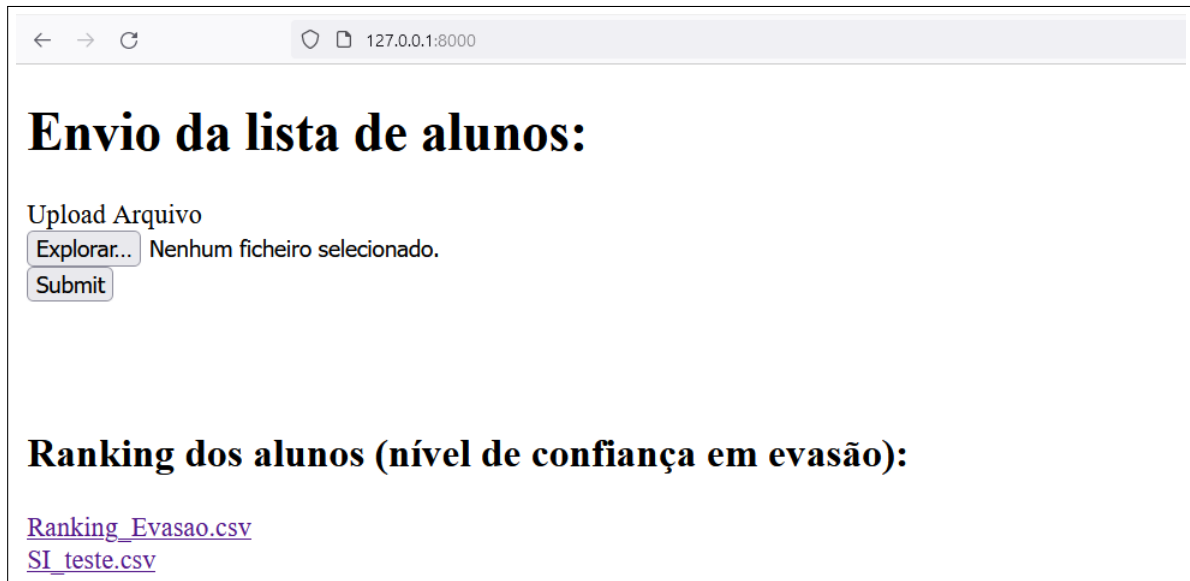 127.0.0.1:8000
Envio da lista de alunos:
Upload Arquivo
Explorar... Nenhum ficheiro selecionado.
Submit
Ranking dos alunos (nível de confiança em evasão):
Ranking_Evasao.csv
SI_teste.csv